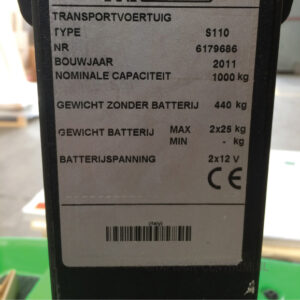 TRANSPORTVOERTUIG
TYPE S110
NR 6179686
BOUWJAAR 2011
NOMINALE CAPACITEIT 1000 kg
GEWICHT ZONDER BATTERIJ 440 kg
GEWICHT BATTERIJ MAX 2x25 kg
MIN - kg
BATTERIJSPANNING 2x12 V
CE